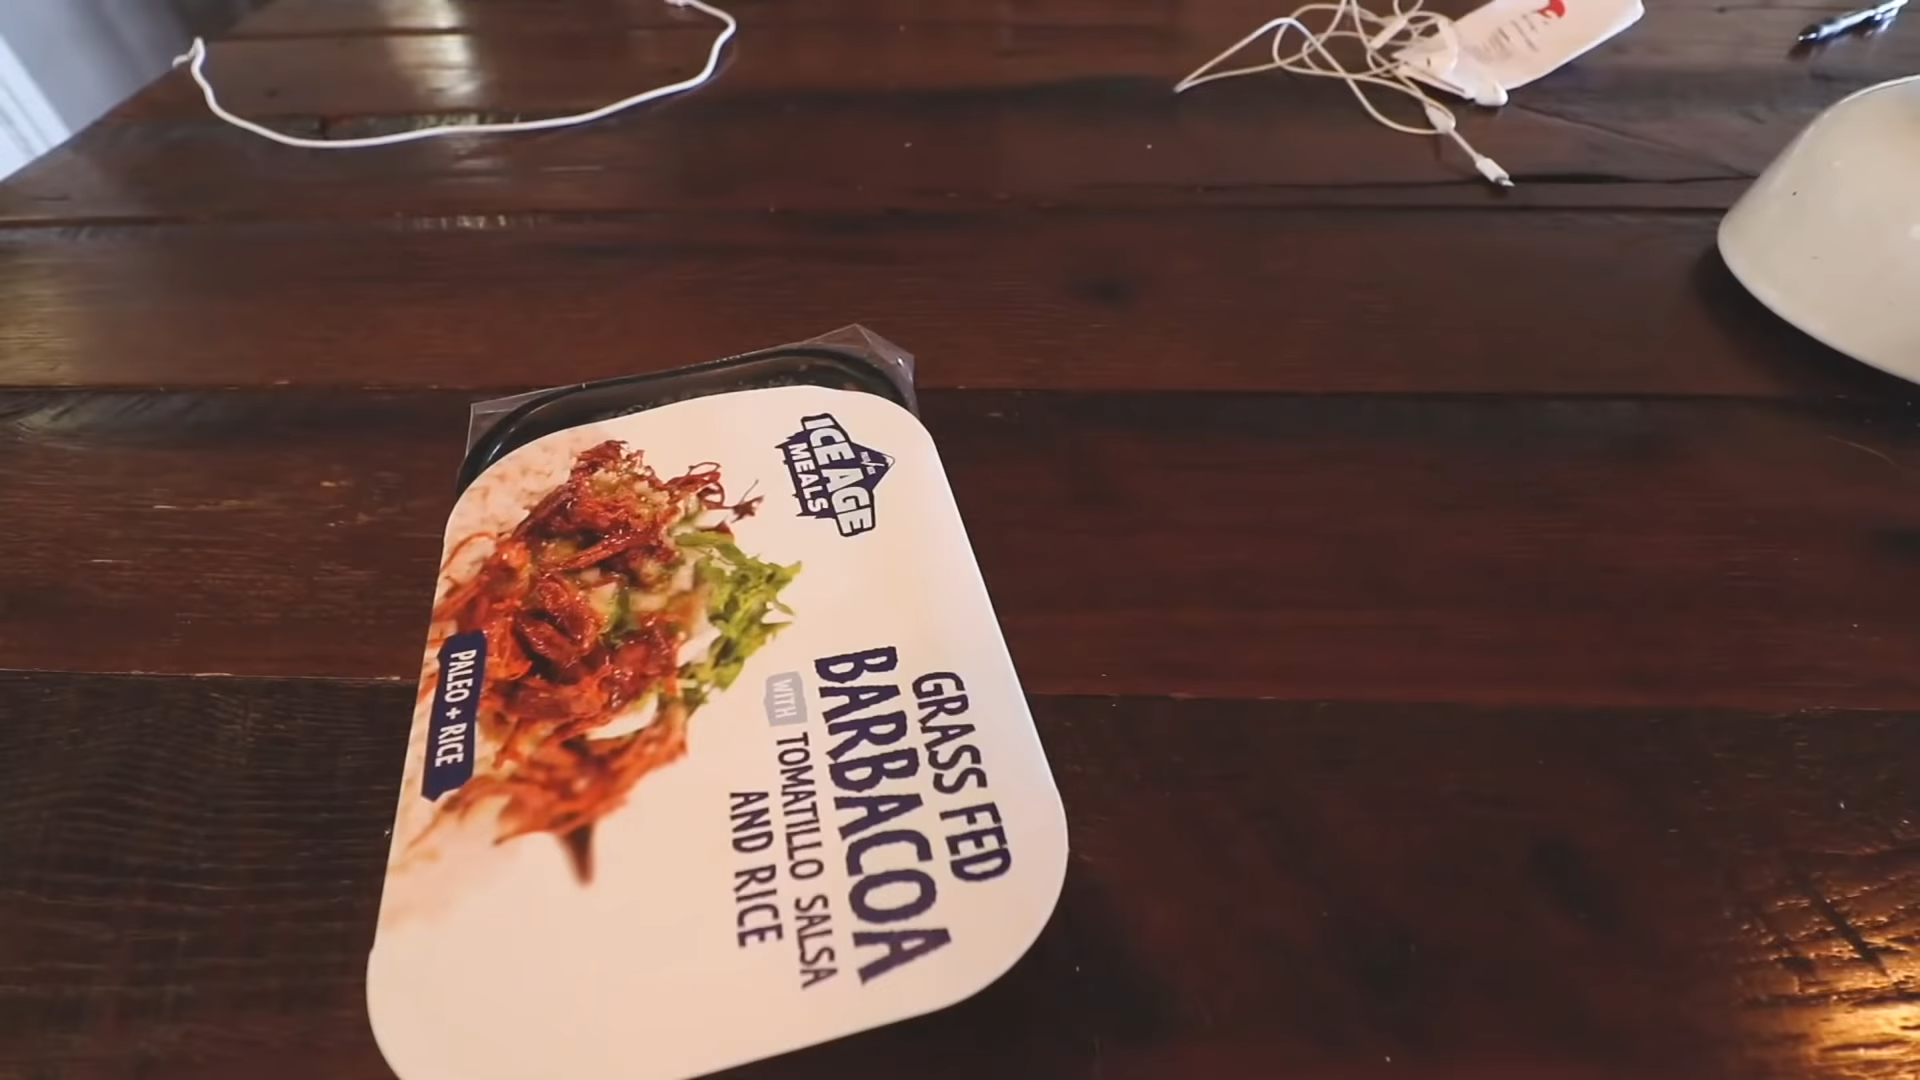 ICE AGE
MEALS
GRASS FED
BARBACOA
WITH TOMATILLO SALSA
AND RICE
PALEO + RICE